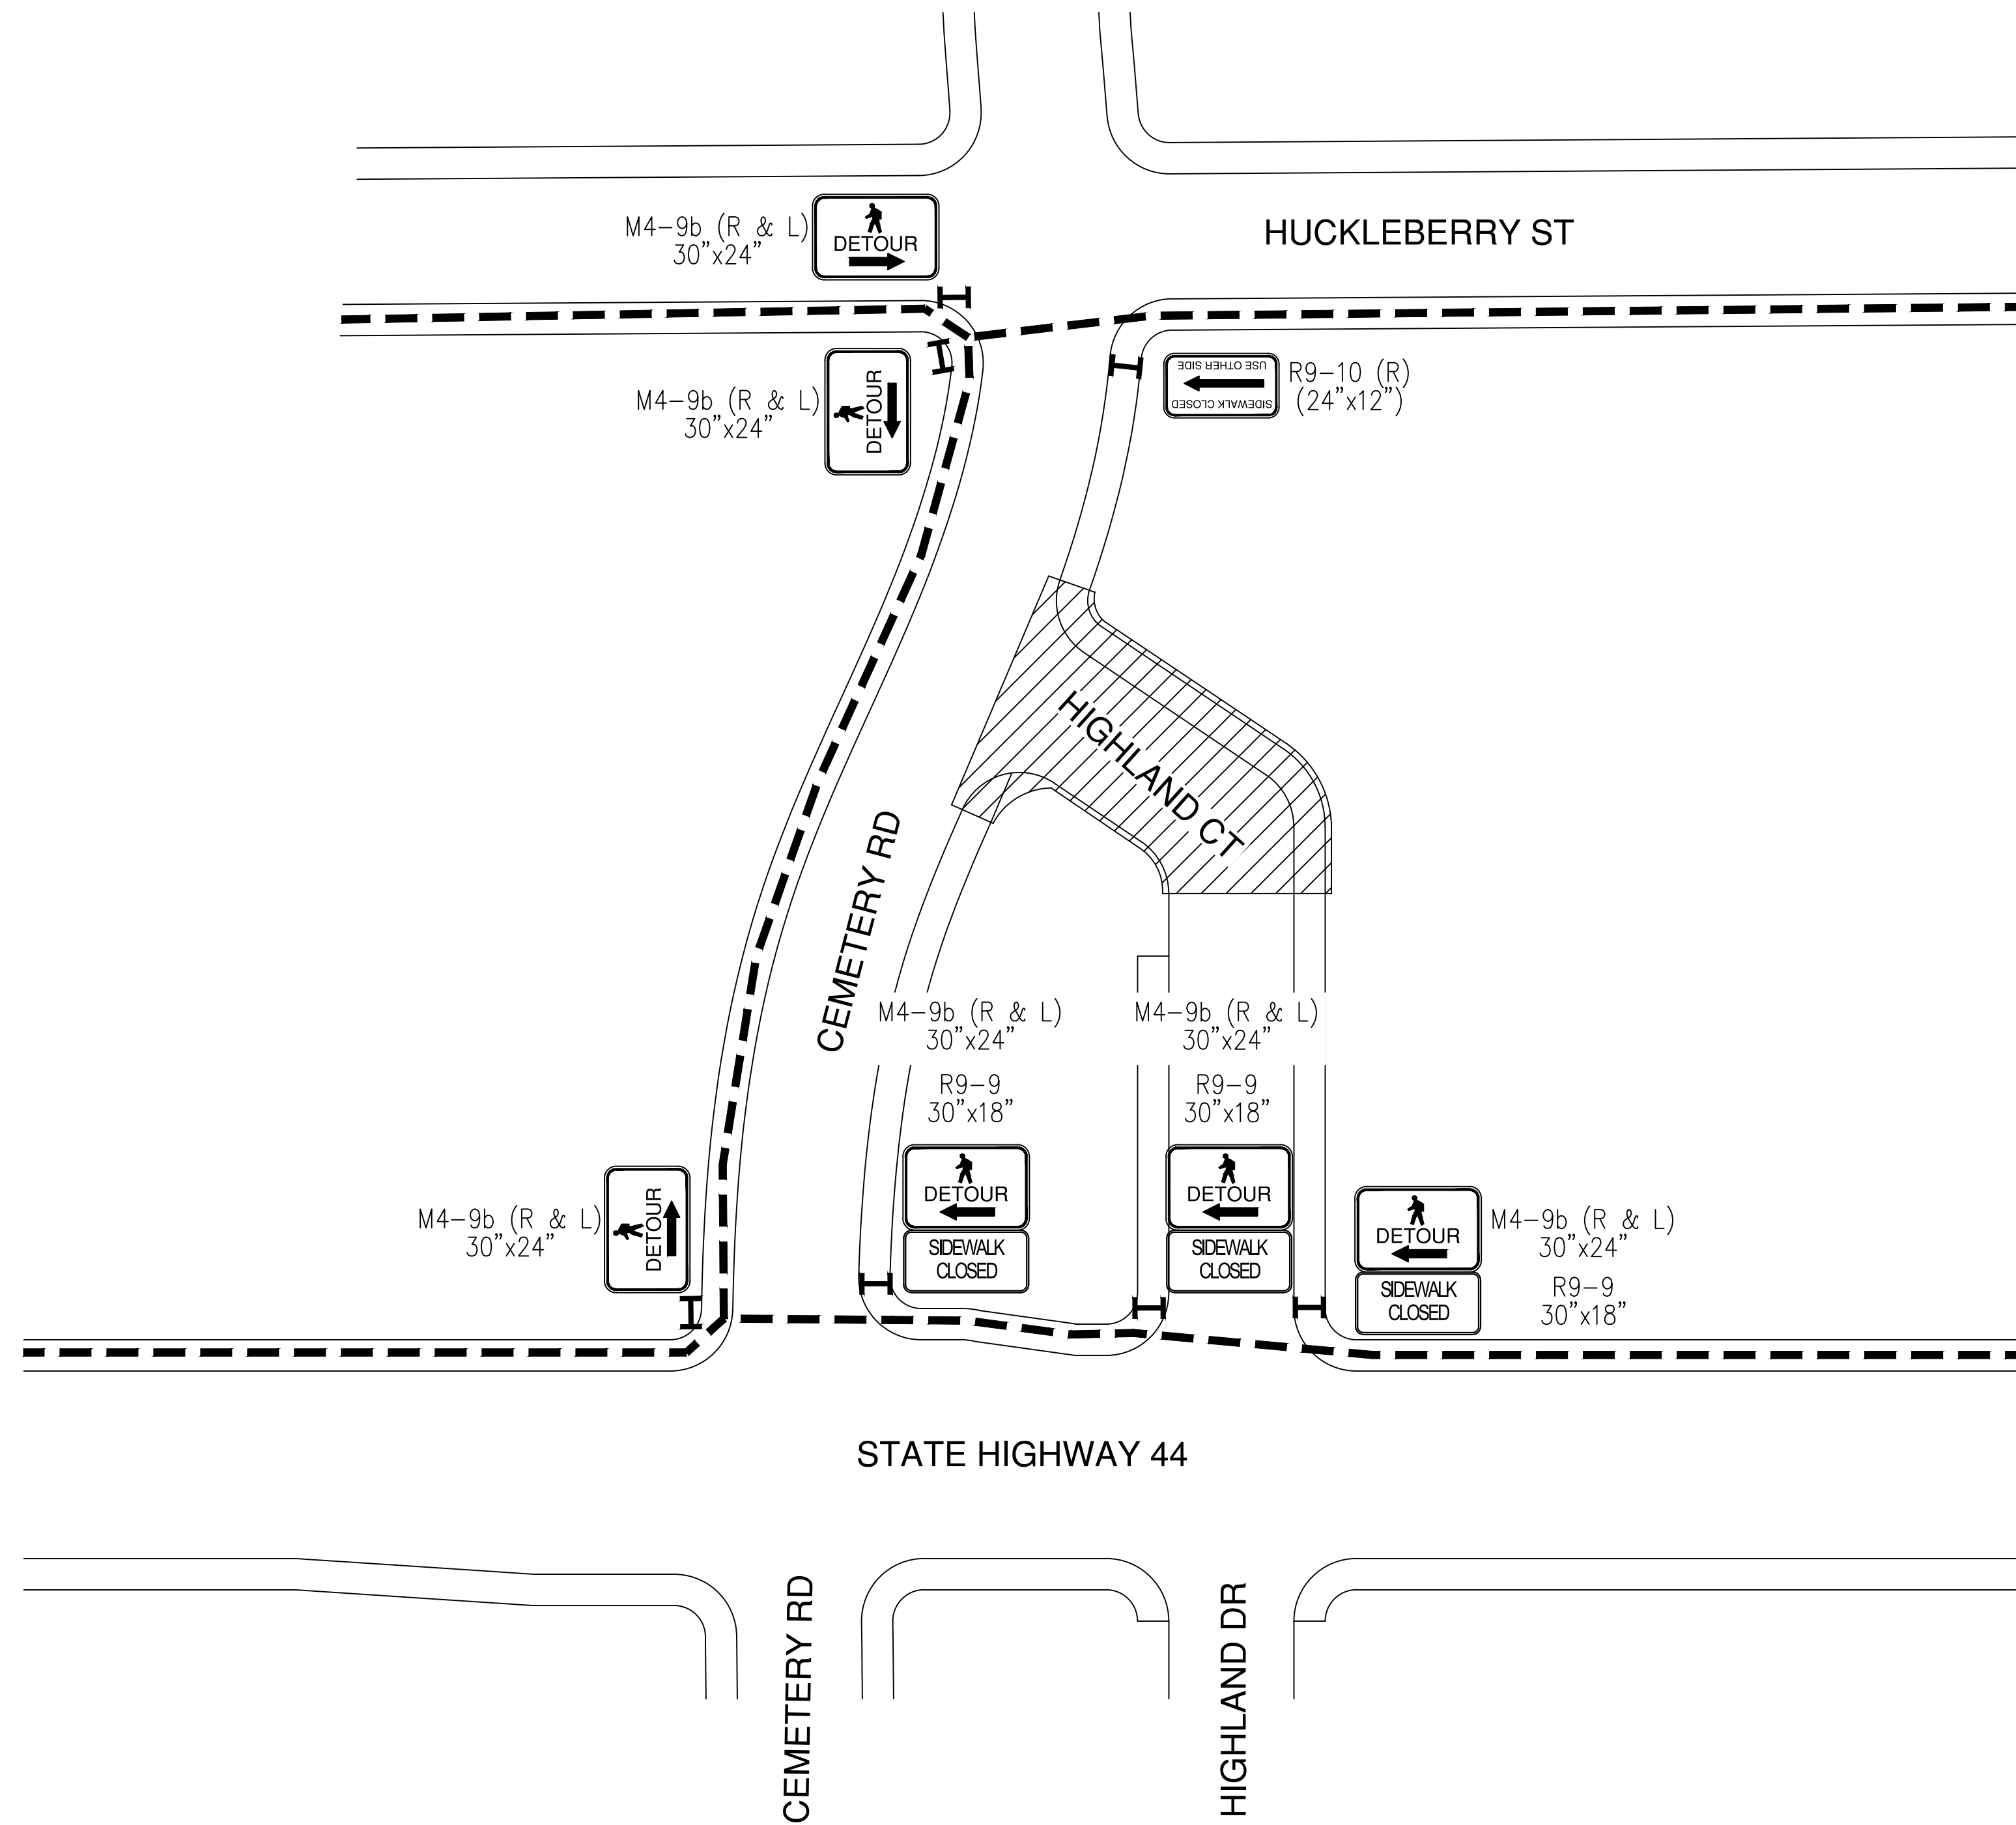 M4-9b (R & L)
30"x24"
DETOUR
HUCKLEBERRY ST
M4-9b (R & L)
30"x24"
DETOUR
SIDEWALK CLOSED
USE OTHER SIDE
R9-10 (R)
(24"x12")
HIGHLAND CT
CEMETERY RD
M4-9b (R & L)
30"x24"
R9-9
30"x18"
DETOUR
SIDEWALK
CLOSED
M4-9b (R & L)
30"x24"
R9-9
30"x18"
DETOUR
SIDEWALK
CLOSED
M4-9b (R & L)
30"x24"
DETOUR
DETOUR
SIDEWALK
CLOSED
M4-9b (R & L)
30"x24"
R9-9
30"x18"
STATE HIGHWAY 44
CEMETERY RD
HIGHLAND DR